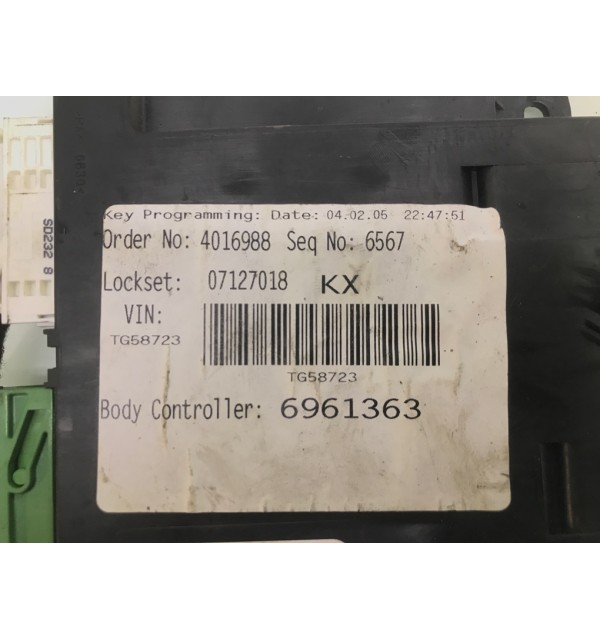 Key Programming: Date: 04.02.05 22:47:51
Order No: 4016988 Seq No: 6567
Lockset: 07127018 KX
VIN:
TG58723
TG58723
Body Controller: 6961363
SD232 8